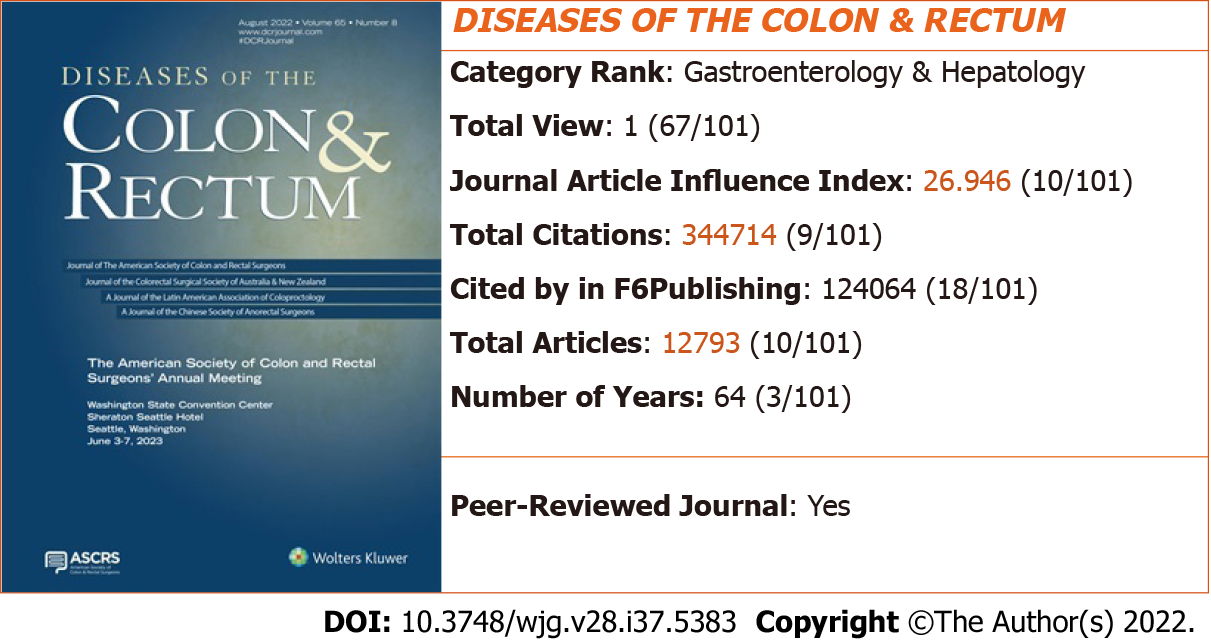 August 2022 • Volume 65 • Number 8
www.dcrjournal.com
#DCRJournal
DISEASES OF THE
COLON &
RECTUM
Journal of The American Society of Colon and Rectal Surgeons
Journal of the Colorectal Surgical Society of Australia & New Zealand
A Journal of the Latin American Association of Coloproctology
A Journal of the Chinese Society of Anorectal Surgeons
The American Society of Colon and Rectal
Surgeons' Annual Meeting
Washington State Convention Center
Sheraton Seattle Hotel
Seattle, Washington
June 3-7, 2023
ASCRS
American Society of
Colon & Rectal Surgeons
Wolters Kluwer
DISEASES OF THE COLON & RECTUM
Category Rank: Gastroenterology & Hepatology
Total View: 1 (67/101)
Journal Article Influence Index: 26.946 (10/101)
Total Citations: 344714 (9/101)
Cited by in F6Publishing: 124064 (18/101)
Total Articles: 12793 (10/101)
Number of Years: 64 (3/101)
Peer-Reviewed Journal: Yes
DOI: 10.3748/wjg.v28.i37.5383 Copyright ©The Author(s) 2022.